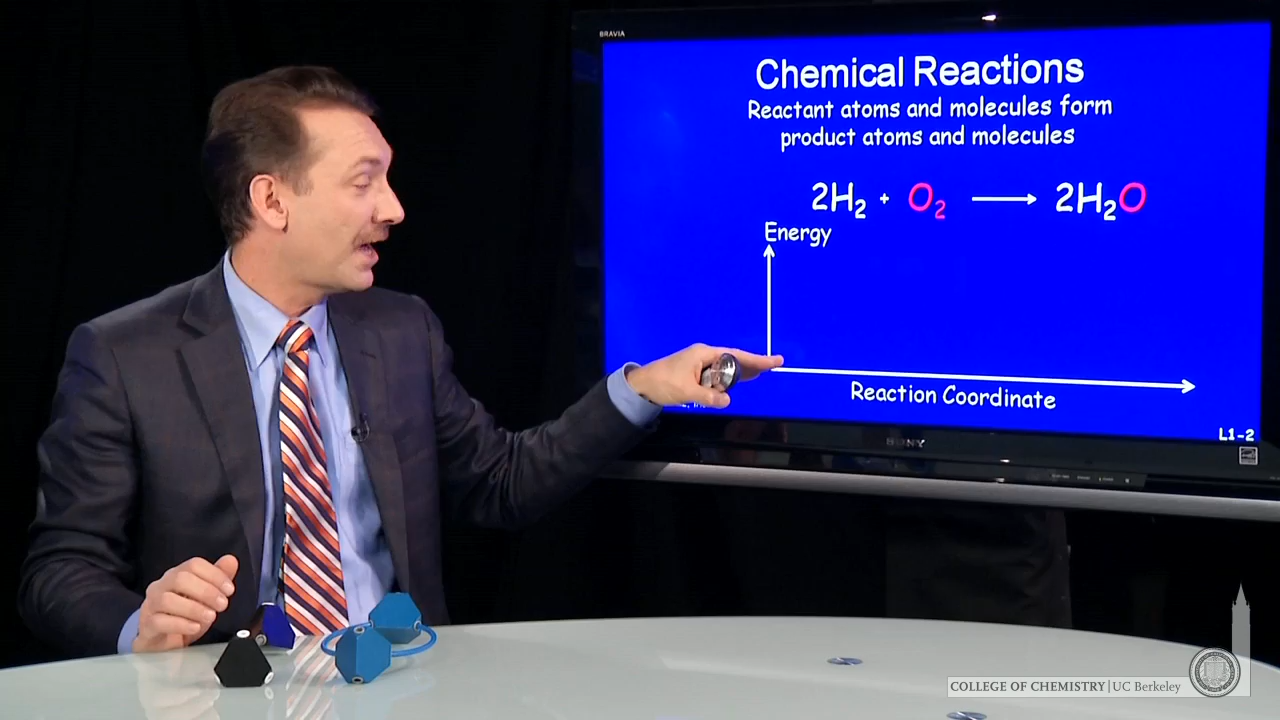 BRAVIA
Chemical Reactions
Reactant atoms and molecules form
product atoms and molecules
2H₂ + O₂ ⟶ 2H₂O
Energy
Reaction Coordinate
L1-2
SONY
COLLEGE OF CHEMISTRY | UC Berkeley